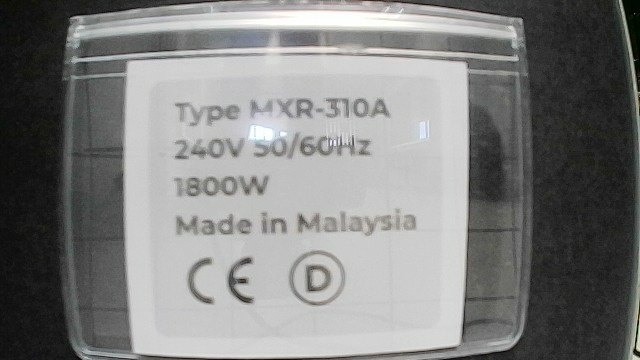 Type MXR-310A
240V 50/60Hz
1800W
Made in Malaysia
CE D